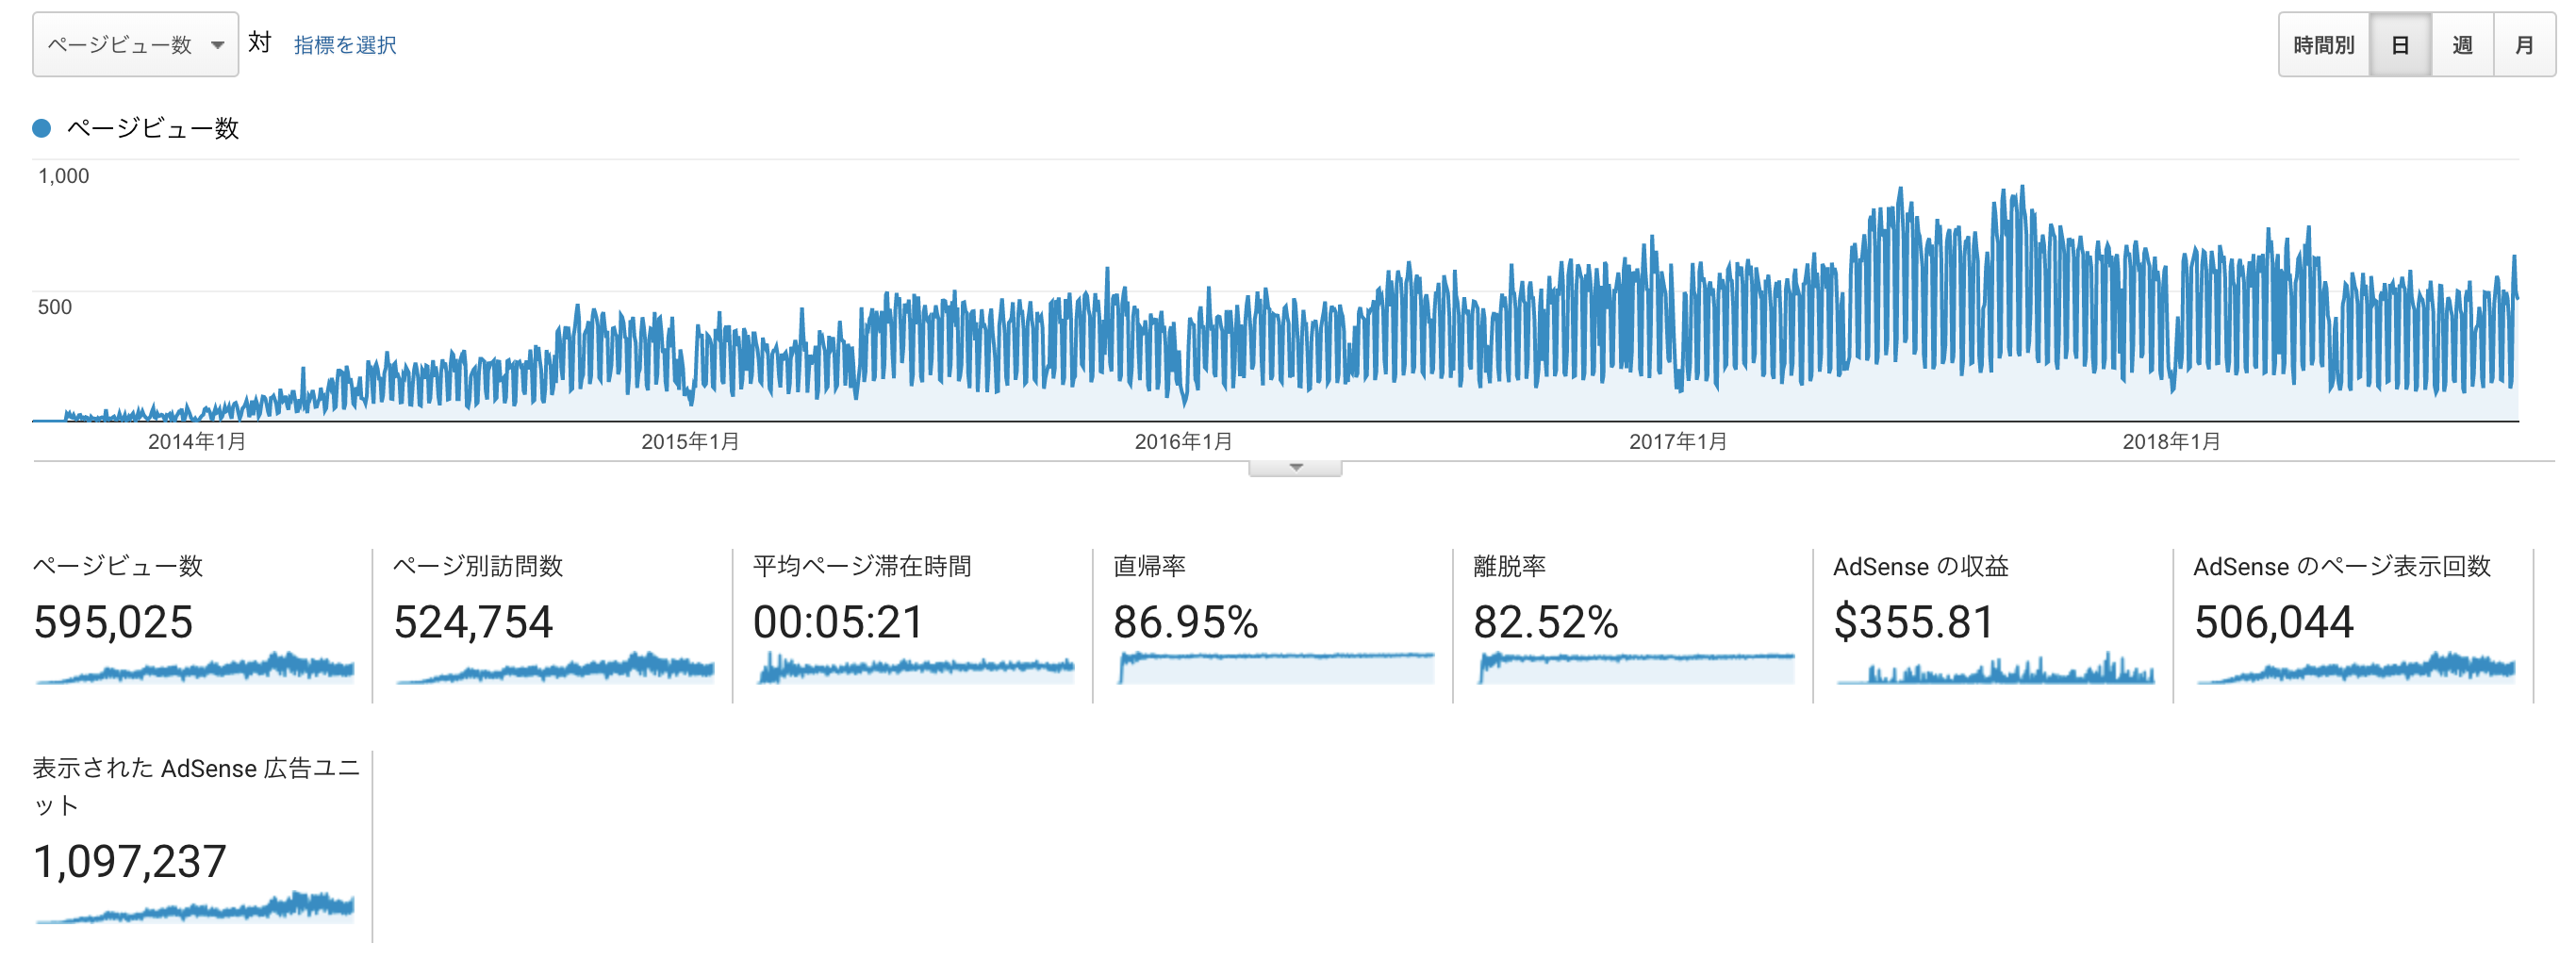 ページビュー数 対 指標を選択 時間別 日 週 月
ページビュー数
1,000
500
2014年1月 2015年1月 2016年1月 2017年1月 2018年1月
ページビュー数 ページ別訪問数 平均ページ滞在時間 直帰率 離脱率 AdSense の収益 AdSense のページ表示回数
595,025 524,754 00:05:21 86.95% 82.52% $355.81 506,044
表示された AdSense 広告ユニ
ット
1,097,237